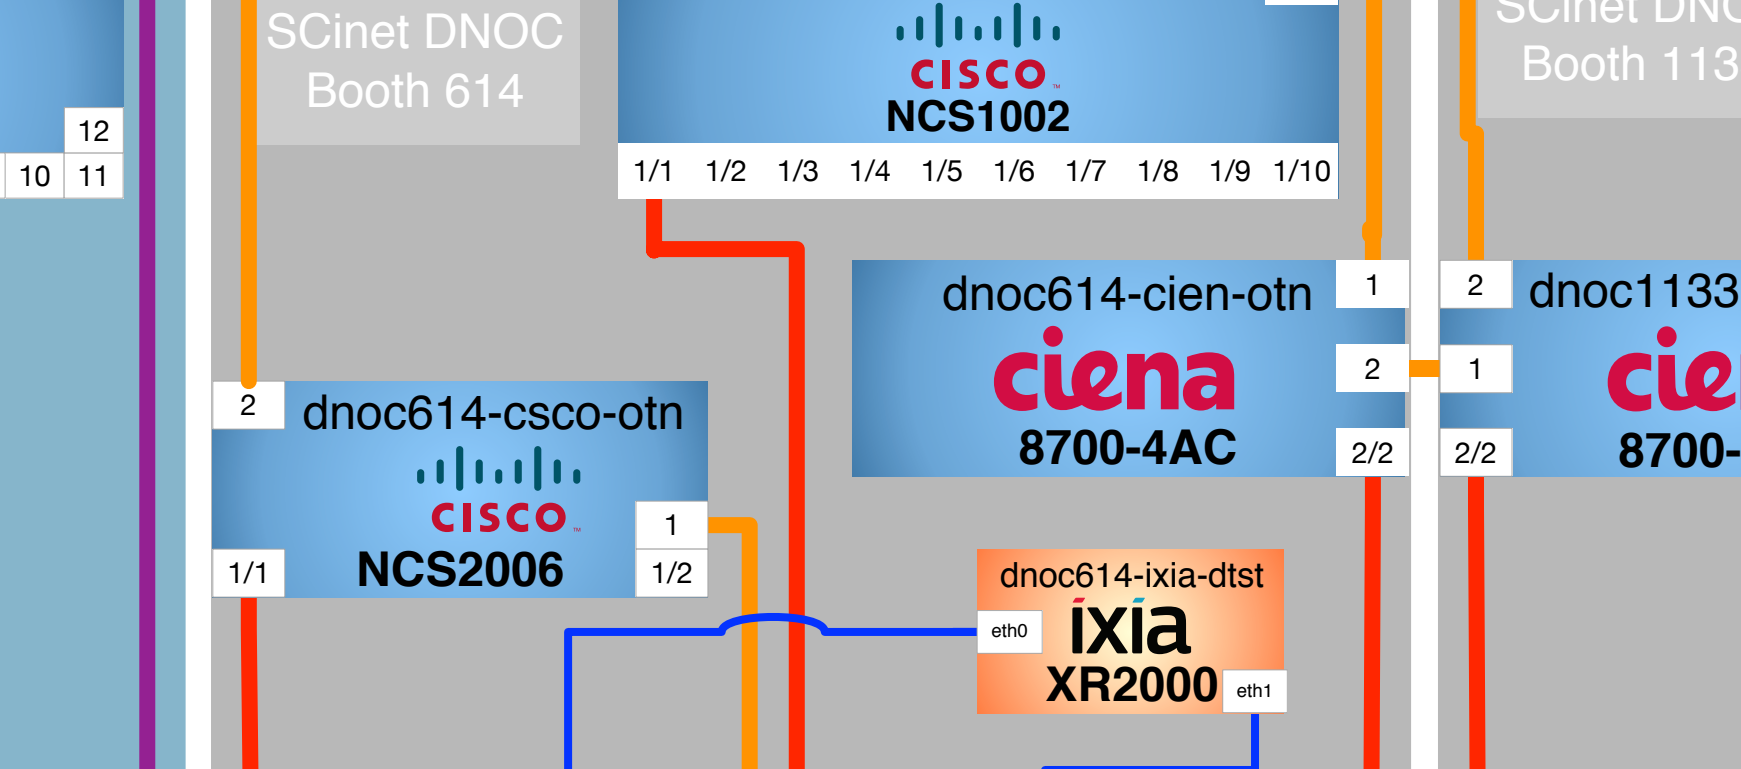 12
10
11
SCinet DNOC
Booth 614
CISCO
NCS1002
1/1
1/2
1/3
1/4
1/5
1/6
1/7
1/8
1/9
1/10
SCinet
Booth
dnoc614-csco-otn
2
CISCO
NCS2006
1
1/1
1/2
dnoc614-cien-otn
1
ciena
2
8700-4AC
2/2
2
dnoc1133
1
2/2
8700-
dnoc614-ixia-dtst
eth0
ixia
XR2000
eth1